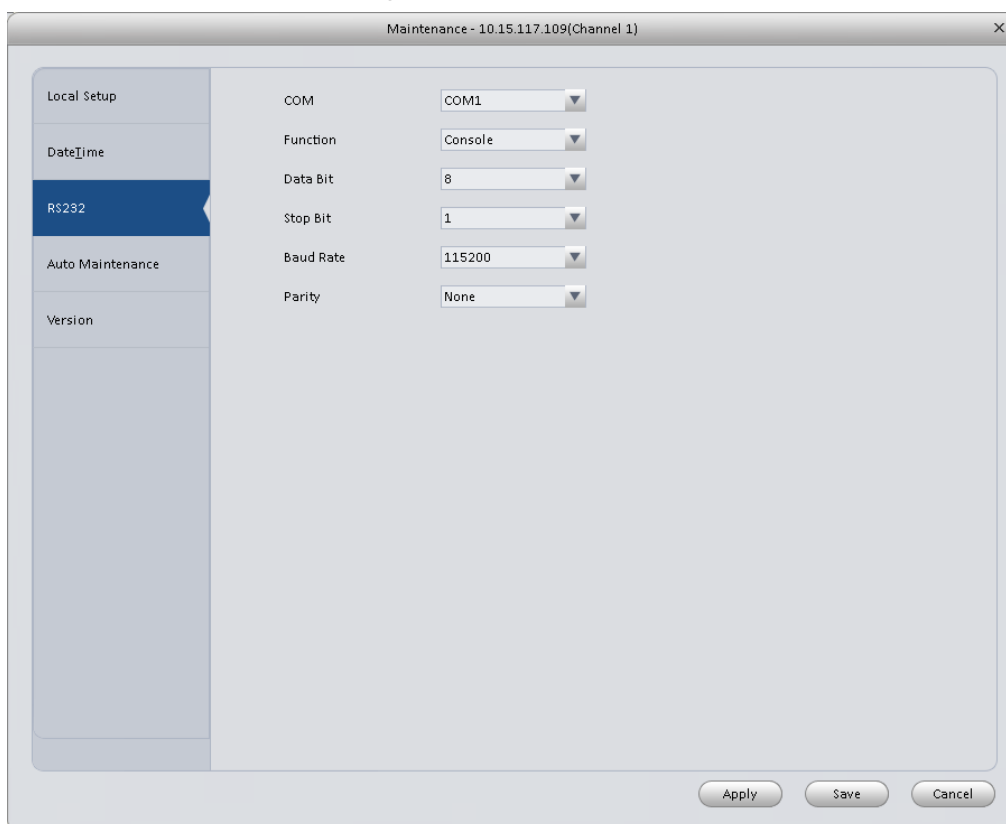 Maintenance - 10.15.117.109(Channel 1)
Local Setup
DateTime
RS232
Auto Maintenance
Version
COM COM1
Function Console
Data Bit 8
Stop Bit 1
Baud Rate 115200
Parity None
Apply Save Cancel